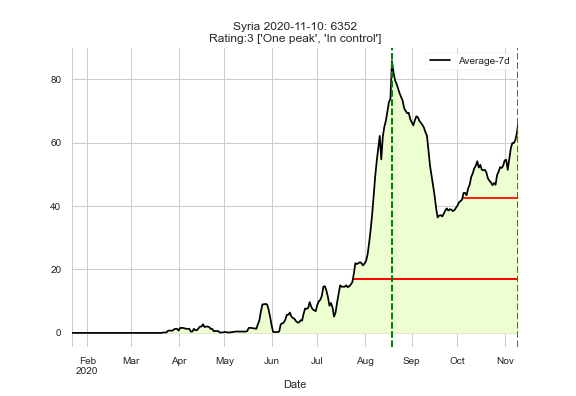 Syria 2020-11-10: 6352
Rating:3 ['One peak', 'In control']
Average-7d
80
60
40
20
0
Feb Mar Apr May Jun Jul Aug Sep Oct Nov
2020
Date